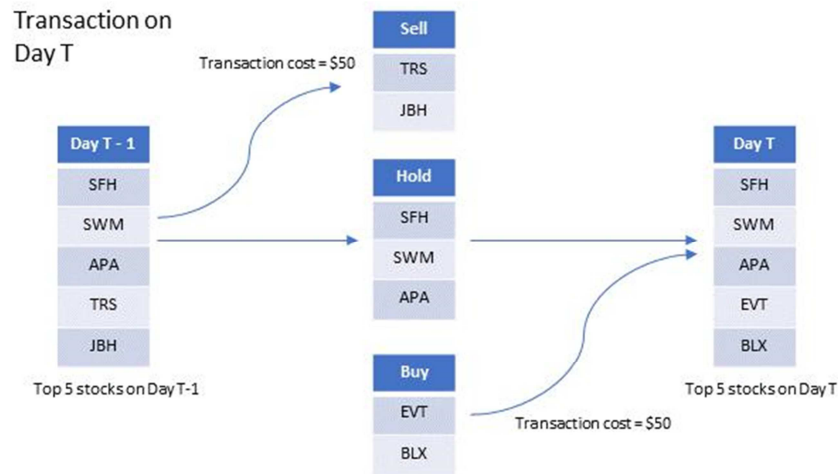 Transaction on
Day T
Transaction cost = $50
Sell
TRS
JBH
Day T - 1
SFH
SWM
APA
TRS
JBH
Top 5 stocks on Day T-1
Hold
SFH
SWM
APA
Buy
EVT
BLX
Transaction cost = $50
Day T
SFH
SWM
APA
EVT
BLX
Top 5 stocks on Day T